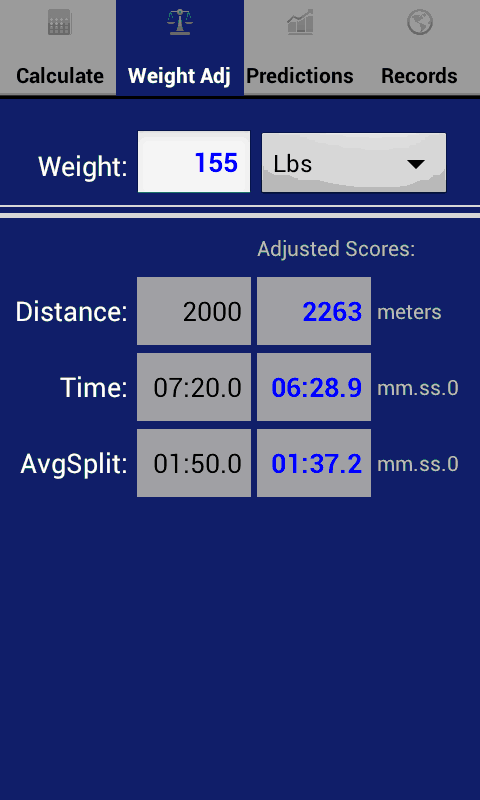 Calculate Weight Adj Predictions Records
Weight: 155 Lbs
Adjusted Scores:
Distance: 2000 2263 meters
Time: 07:20.0 06:28.9 mm.ss.0
AvgSplit: 01:50.0 01:37.2 mm.ss.0